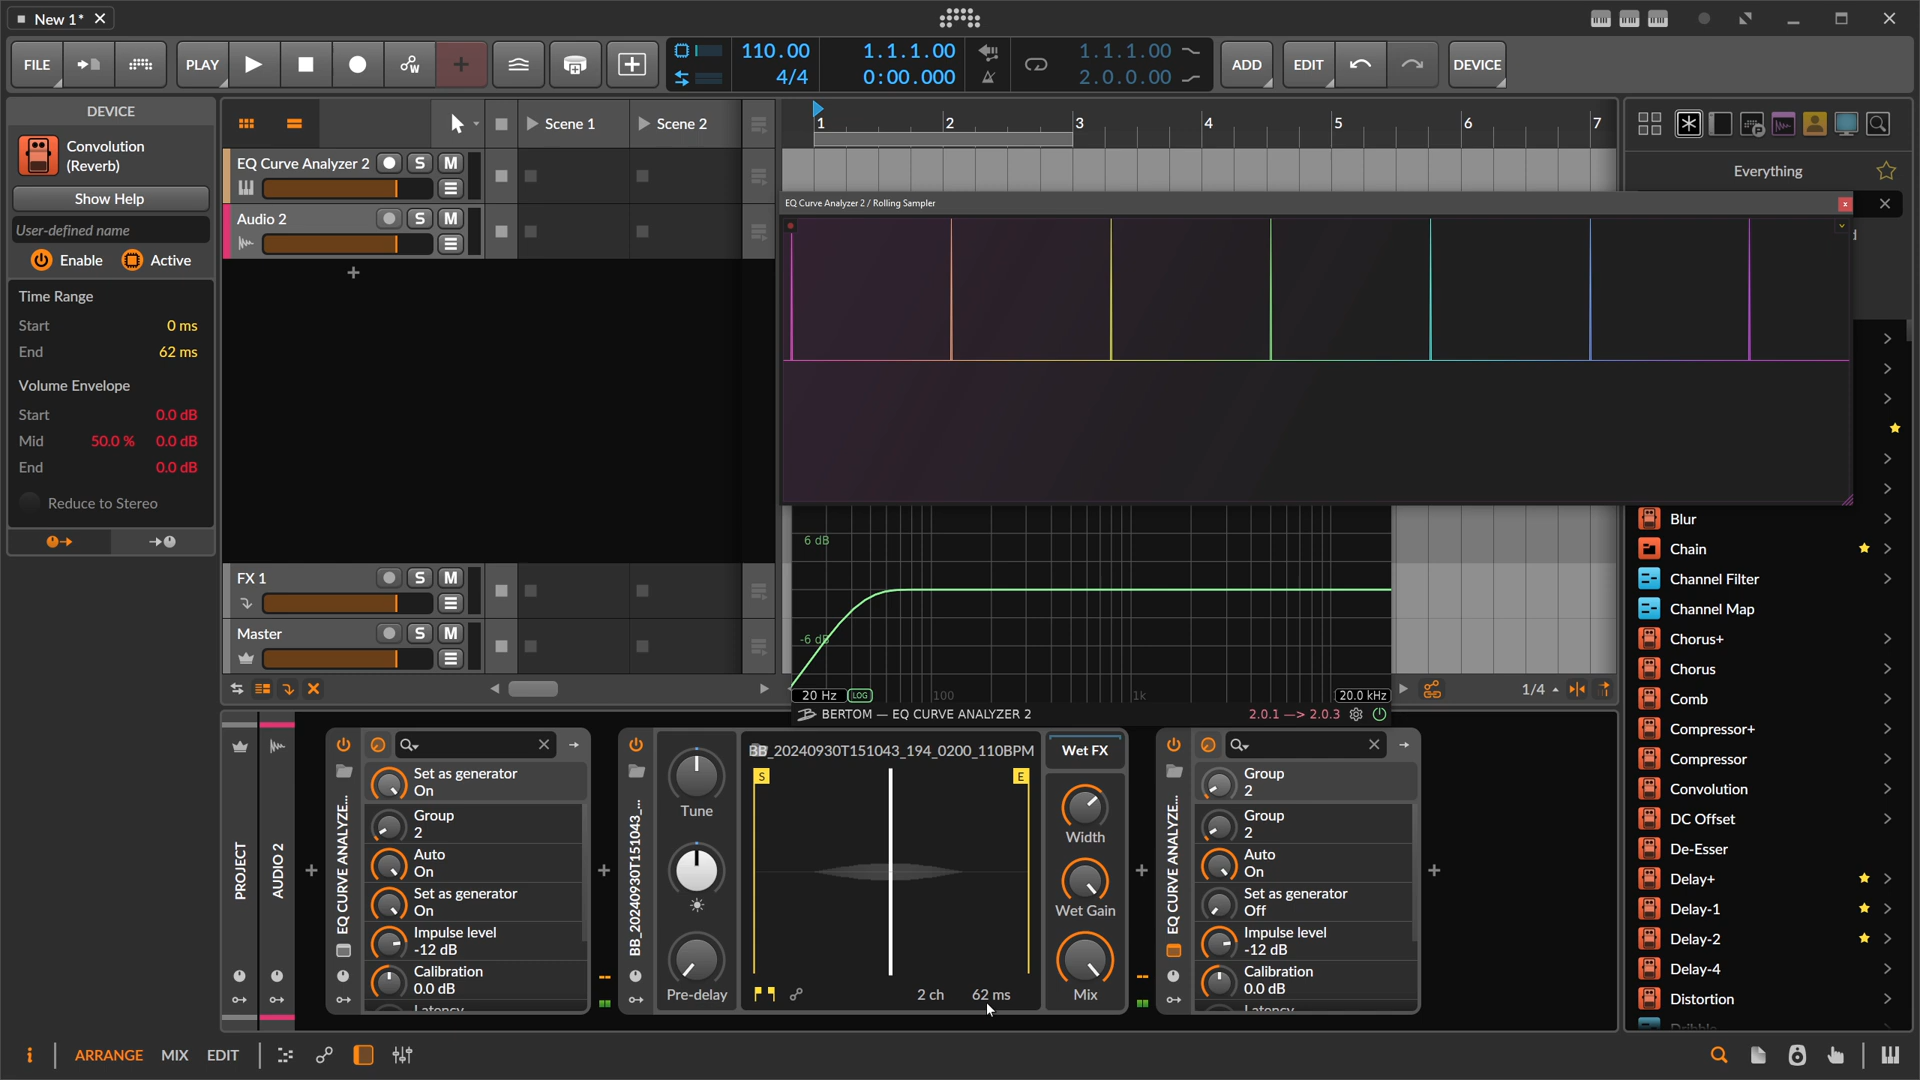 New 1*
FILE
PLAY
110.00
4/4
1.1.1.00
0:00.000
1.1.1.00
2.0.0.00
ADD
EDIT
DEVICE
DEVICE
Convolution
(Reverb)
Show Help
User-defined name
Enable
Active
Time Range
Start 0 ms
End 62 ms
Volume Envelope
Start 0.0 dB
Mid 50.0 % 0.0 dB
End 0.0 dB
Reduce to Stereo
Scene 1
Scene 2
EQ Curve Analyzer 2
S M
Audio 2
S M
FX 1
S M
Master
S M
1 2 3 4 5 6 7
EQ Curve Analyzer 2 / Rolling Sampler
6 dB
-6 dB
20 Hz LOG 100 1k 20.0 kHz
BERTOM — EQ CURVE ANALYZER 2
2.0.1 —> 2.0.3
1/4
Everything
Blur
Chain
Channel Filter
Channel Map
Chorus+
Chorus
Comb
Compressor+
Compressor
Convolution
DC Offset
De-Esser
Delay+
Delay-1
Delay-2
Delay-4
Distortion
Dribble
PROJECT
AUDIO 2
EQ CURVE ANALYZE...
Set as generator
On
Group
2
Auto
On
Set as generator
On
Impulse level
-12 dB
Calibration
0.0 dB
Latency
BB_20240930T151043_...
Tune
Pre-delay
BB_20240930T151043_194_0200_110BPM
S
E
2 ch
62 ms
Wet FX
Width
Wet Gain
Mix
EQ CURVE ANALYZE...
Group
2
Group
2
Auto
On
Set as generator
Off
Impulse level
-12 dB
Calibration
0.0 dB
Latency
i
ARRANGE
MIX
EDIT